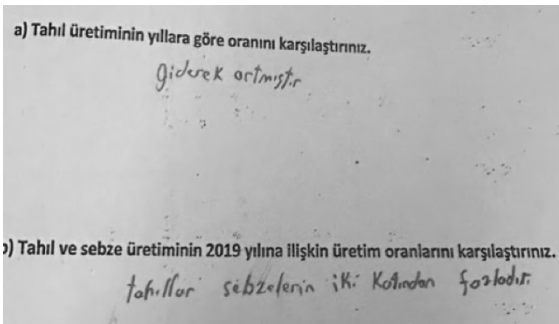 a) Tahıl üretiminin yıllara göre oranını karşılaştırınız.
giderek artmıştır
b) Tahıl ve sebze üretiminin 2019 yılına ilişkin üretim oranlarını karşılaştırınız.
tahıllar sebzelerin iki katından fazladır.